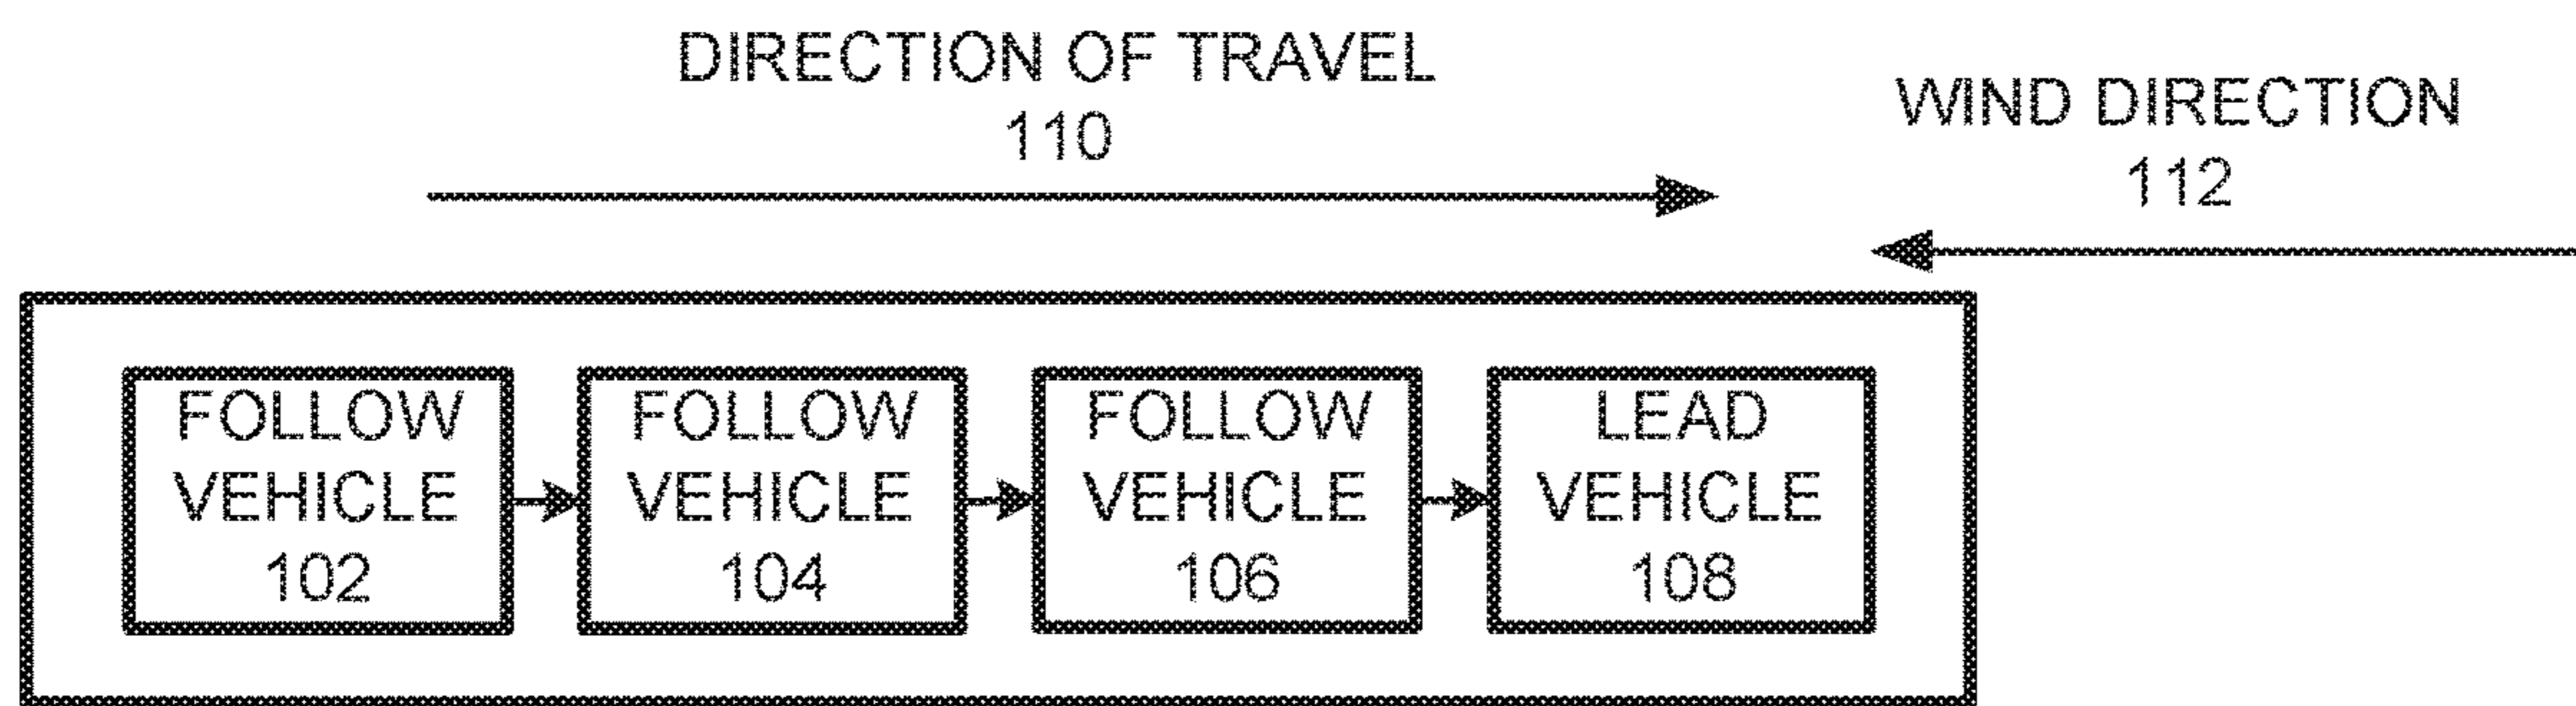 DIRECTION OF TRAVEL
110
WIND DIRECTION
112
FOLLOW
VEHICLE
102
FOLLOW
VEHICLE
104
FOLLOW
VEHICLE
106
LEAD
VEHICLE
108